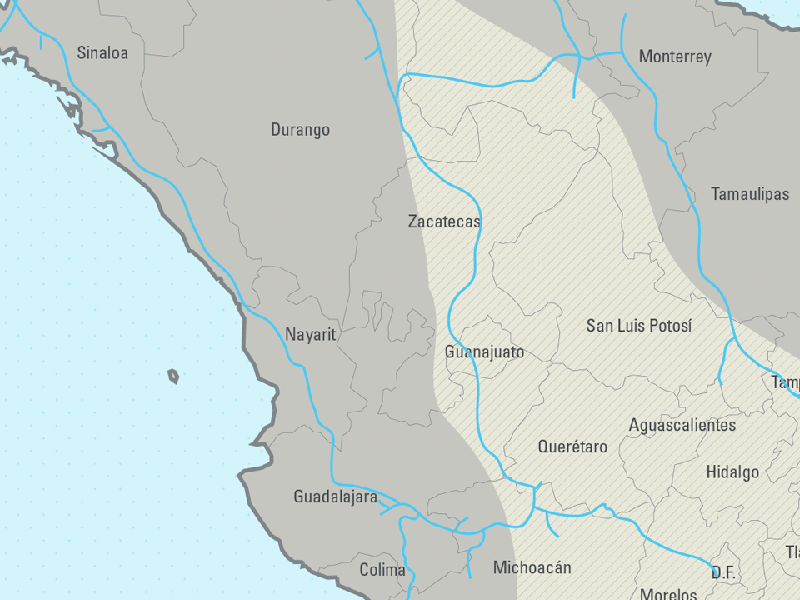 Sinaloa
Monterrey
Durango
Tamaulipas
Zacatecas
San Luis Potosí
Nayarit
Guanajuato
Tamp
Aguascalientes
Querétaro
Hidalgo
Guadalajara
Tl
Michoacán
Colima
D.F.
Morelos